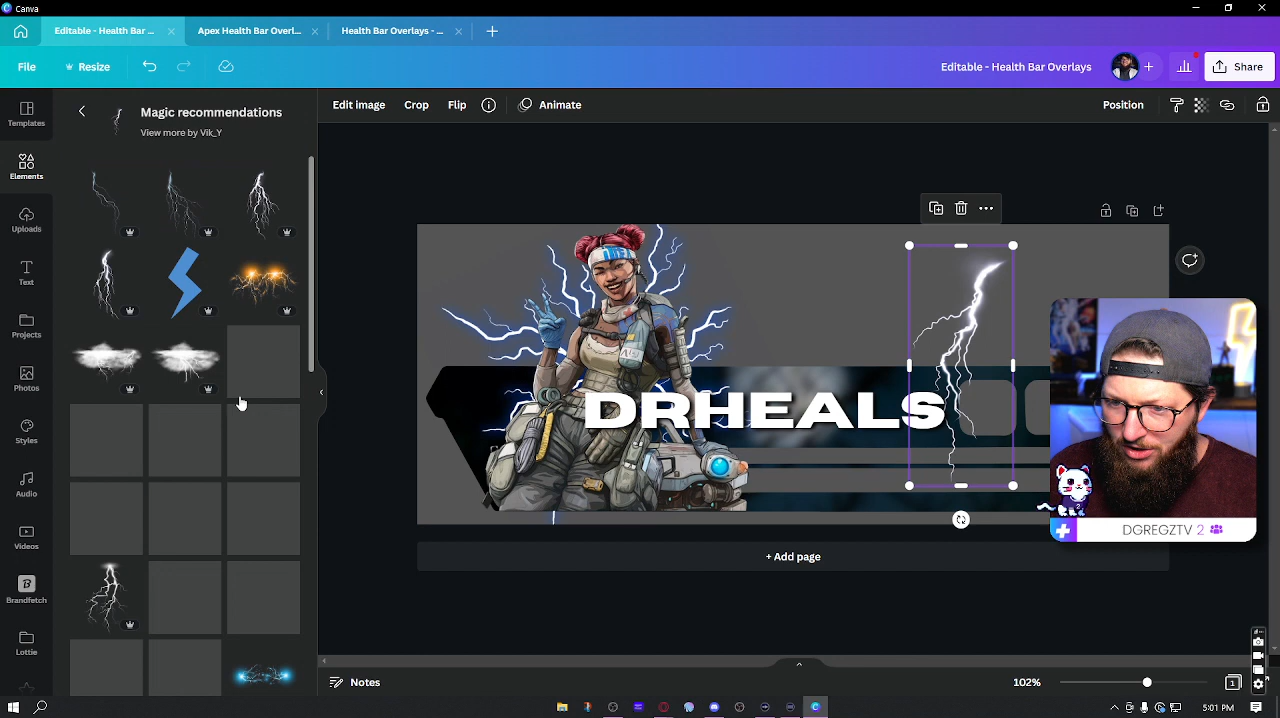 Canva
Editable - Health Bar ...
Apex Health Bar Overl...
Health Bar Overlays - ...
File
Resize
Editable - Health Bar Overlays
Share
Templates
Elements
Uploads
Text
Projects
Photos
Styles
Audio
Videos
Brandfetch
Lottie
Magic recommendations
View more by Vik_Y
Edit image
Crop
Flip
Animate
Position
DRHEALS
+ Add page
DGREGZTV 2
Notes
102%
1
5:01 PM